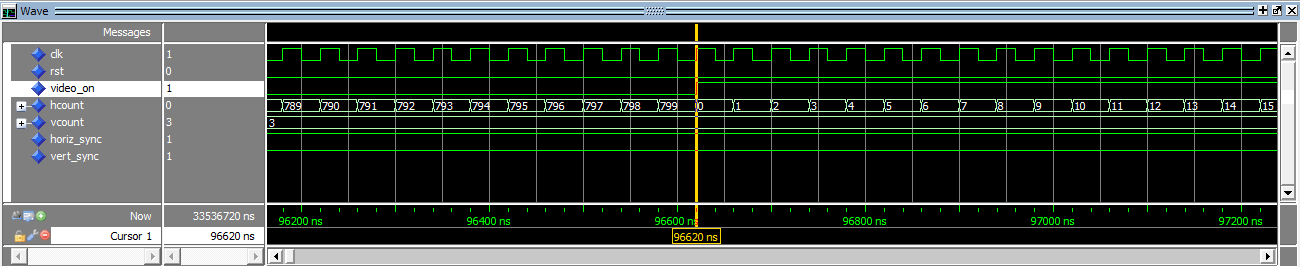 Wave
Messages
clk 1
rst 0
video_on 1
hcount 0 789 790 791 792 793 794 795 796 797 798 799 0 1 2 3 4 5 6 7 8 9 10 11 12 13 14 15
vcount 3 3
horiz_sync 1
vert_sync 1
Now 33536720 ns 96200 ns 96400 ns 96600 ns 96800 ns 97000 ns 97200 ns
Cursor 1 96620 ns 96620 ns